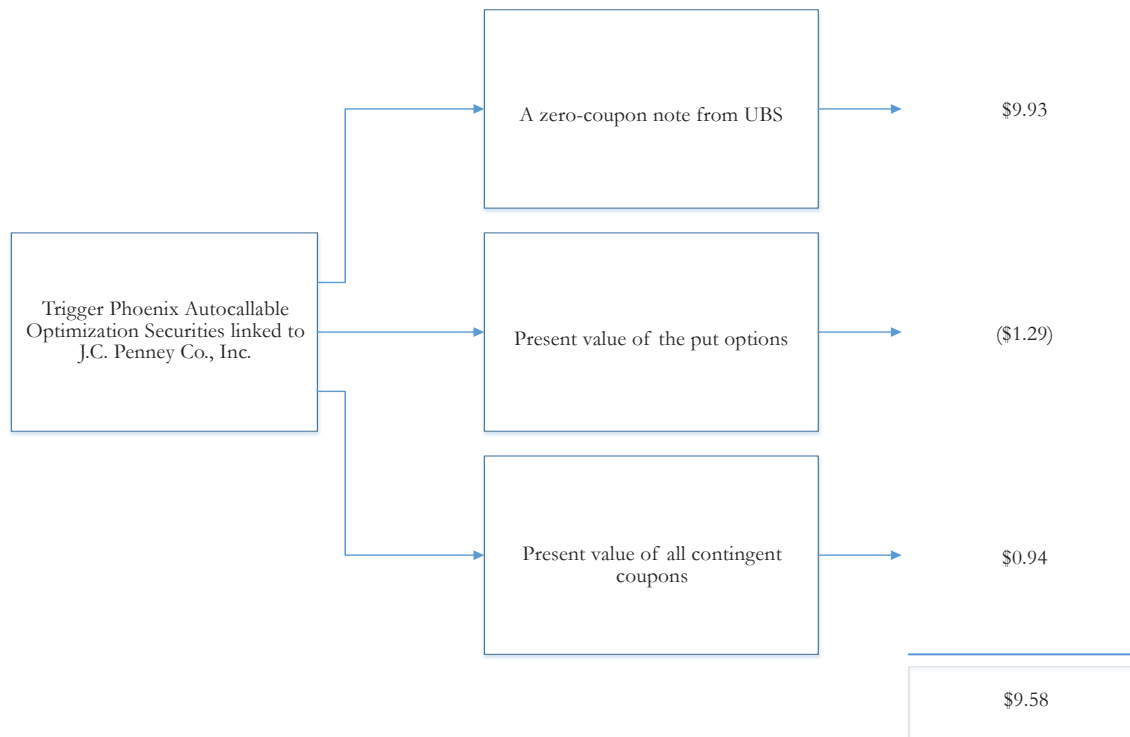 A zero-coupon note from UBS
$9.93
Trigger Phoenix Autocallable
Optimization Securities linked to
J.C. Penney Co., Inc.
Present value of the put options
($1.29)
Present value of all contingent
coupons
$0.94
$9.58